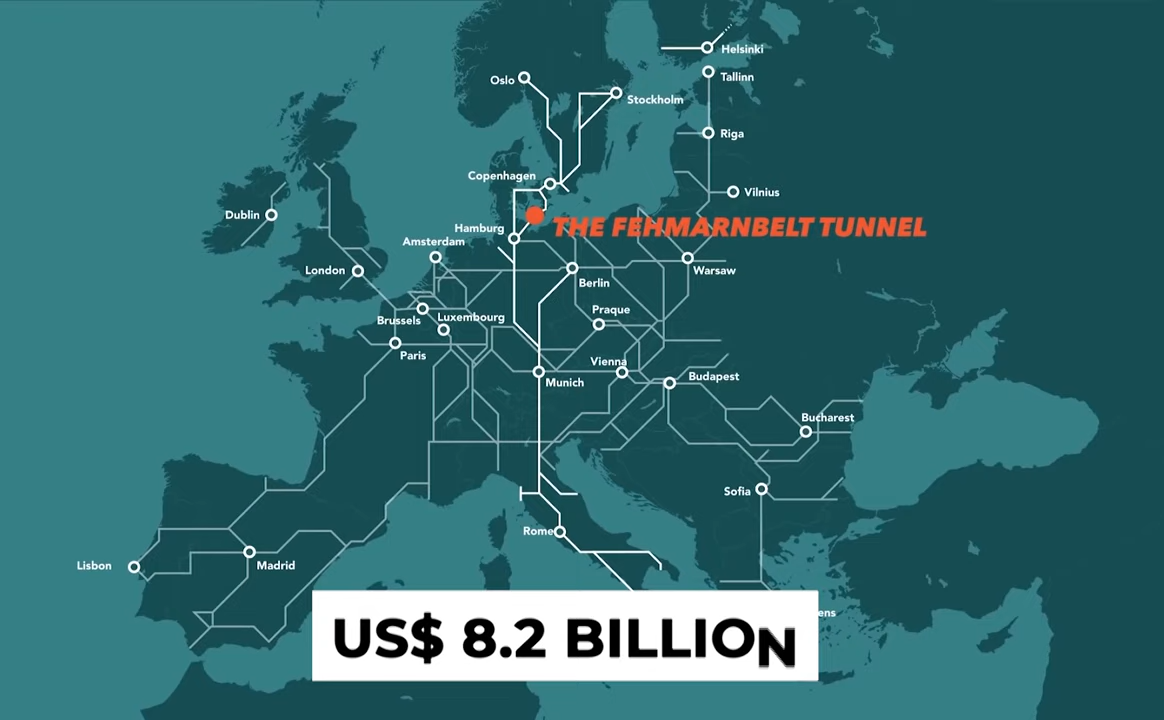 Helsinki
Oslo
Tallinn
Stockholm
Riga
Copenhagen
Vilnius
Dublin
THE FEHMARNBELT TUNNEL
Hamburg
Amsterdam
London
Warsaw
Berlin
Praque
Brussels
Luxembourg
Paris
Vienna
Munich
Budapest
Bucharest
Sofia
Rome
Lisbon
Madrid
ens
US$ 8.2 BILLION